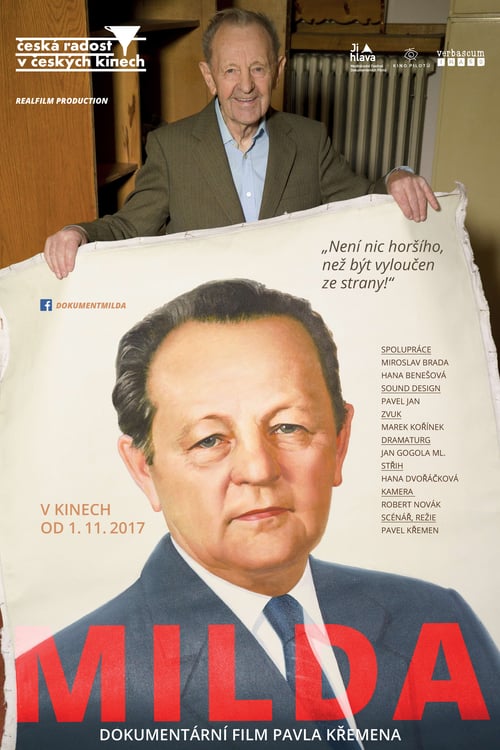 česká radost
v českých kinech
Ji
hlava
KINO PILOTŮ
verbascum
REALFILM PRODUCTION
„Není nic horšího,
než být vyloučen
ze strany!“
DOKUMENTMILDA
SPOLUPRÁCE
MIROSLAV BRADA
HANA BENEŠOVÁ
SOUND DESIGN
PAVEL JAN
ZVUK
MAREK KOŘÍNEK
DRAMATURG
JAN GOGOLA ML.
STŘIH
HANA DVOŘÁČKOVÁ
KAMERA
ROBERT NOVÁK
SCÉNÁŘ, REŽIE
PAVEL KŘEMEN
V KINECH
OD 1. 11. 2017
MILDA
DOKUMENTÁRNÍ FILM PAVLA KŘEMENA